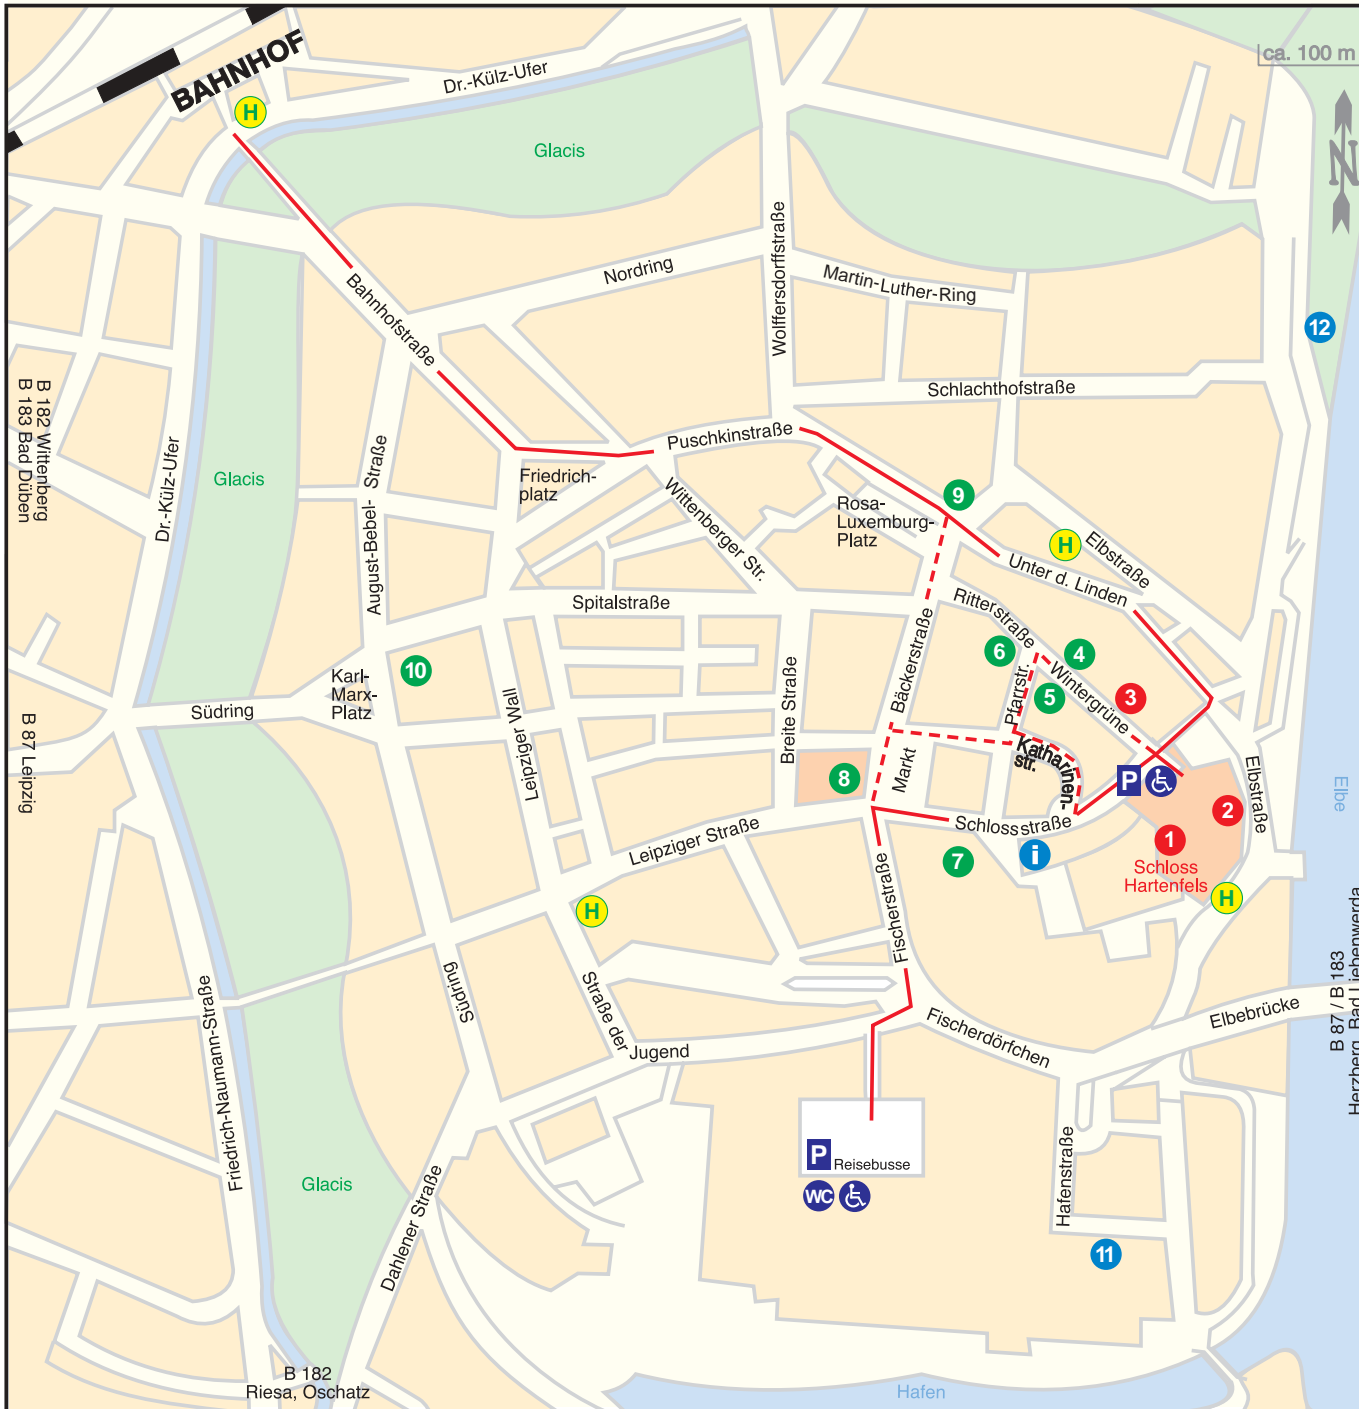 BAHNHOF
H
Dr.-Külz-Ufer
ca. 100 m
Glacis
N
Wolffersdorffstraße
Nordring
Martin-Luther-Ring
Bahnhofstraße
12
Schlachthofstraße
B 182 Wittenberg
B 183 Bad Düben
Dr.-Külz-Ufer
Glacis
August-Bebel- Straße
Puschkinstraße
Friedrich-
platz
Wittenberger Str.
Rosa-
Luxemburg-
Platz
9
H
Elbstraße
Unter d. Linden
Spitalstraße
Ritterstraße
Bäckerstraße
6
4
5
3
Wintergrüne
Pfarrstr.
Katharinen-
str.
10
Karl-
Marx-
Platz
Südring
Leipziger Wall
Breite Straße
Markt
8
P
Elbstraße
Elbe
B 87 Leipzig
2
1
Schloss
Hartenfels
H
Schlossstraße
i
7
Leipziger Straße
H
Fischerstraße
Südring
Straße der
Jugend
Friedrich-Naumann-Straße
Fischerdörfchen
Elbebrücke
B 87 / B 183
Herzberg, Bad Liebenwerda
P
Reisebusse
WC
Hafenstraße
11
Glacis
Dahlener Straße
B 182
Riesa, Oschatz
Hafen